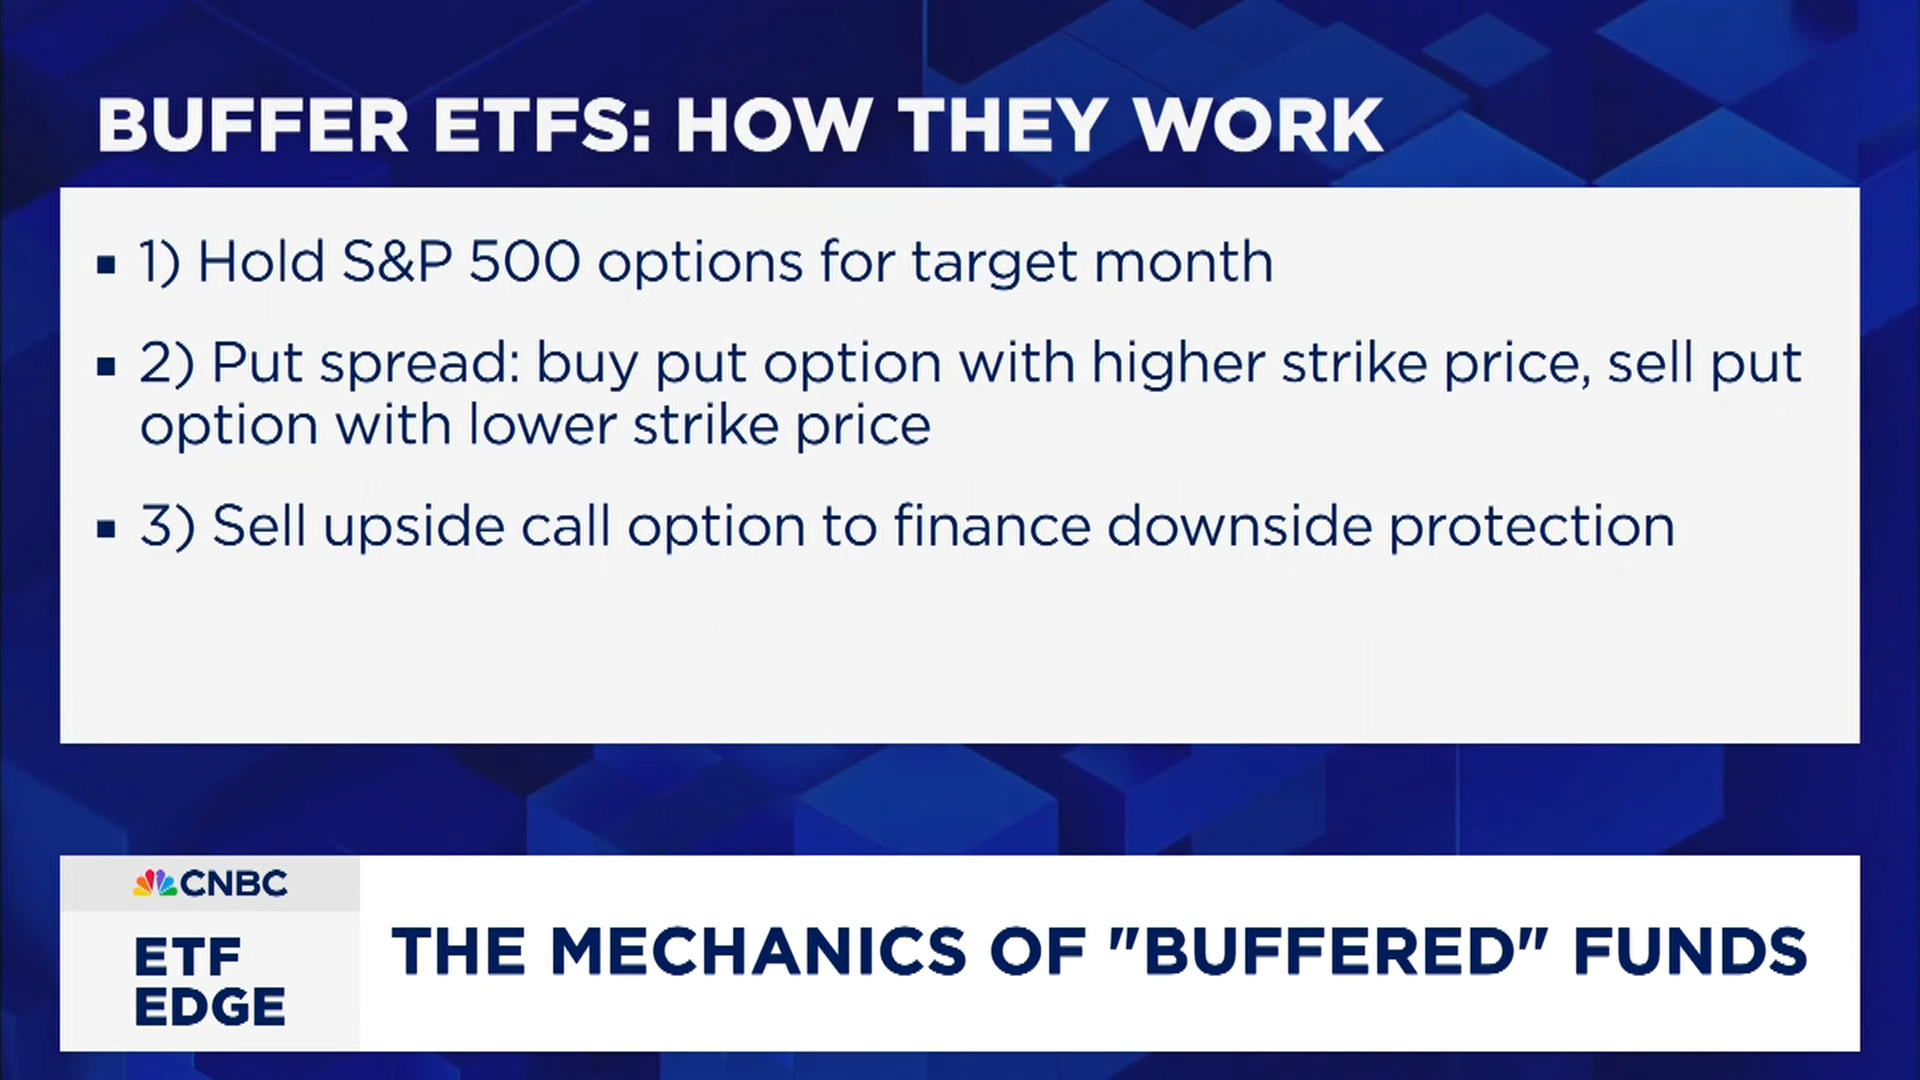 BUFFER ETFS: HOW THEY WORK
▪ 1) Hold S&P 500 options for target month
▪ 2) Put spread: buy put option with higher strike price, sell put
option with lower strike price
▪ 3) Sell upside call option to finance downside protection
CNBC
ETF
EDGE
THE MECHANICS OF "BUFFERED" FUNDS